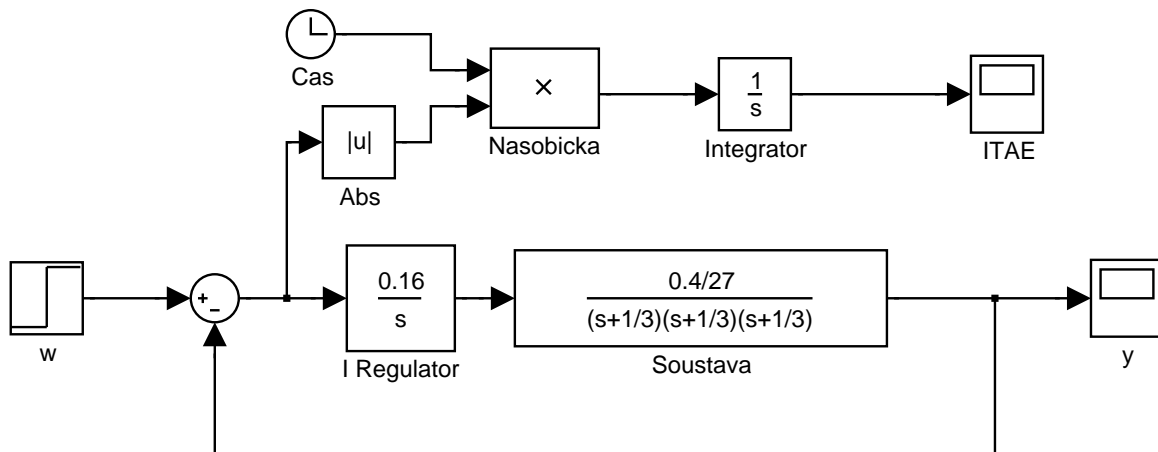 Cas
×
Nasobicka
1
s
Integrator
ITAE
|u|
Abs
w
+
−
0.16
s
I Regulator
0.4/27
(s+1/3)(s+1/3)(s+1/3)
Soustava
y